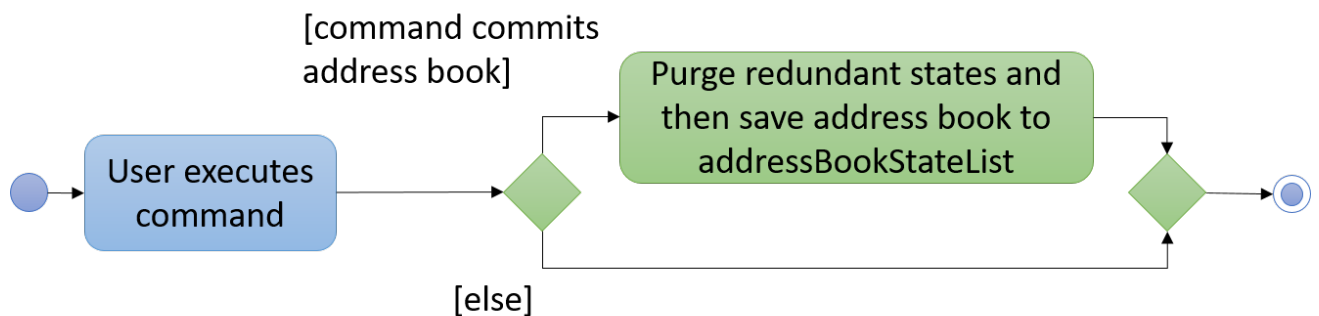 [command commits
address book]
Purge redundant states and
then save address book to
addressBookStateList
User executes
command
[else]